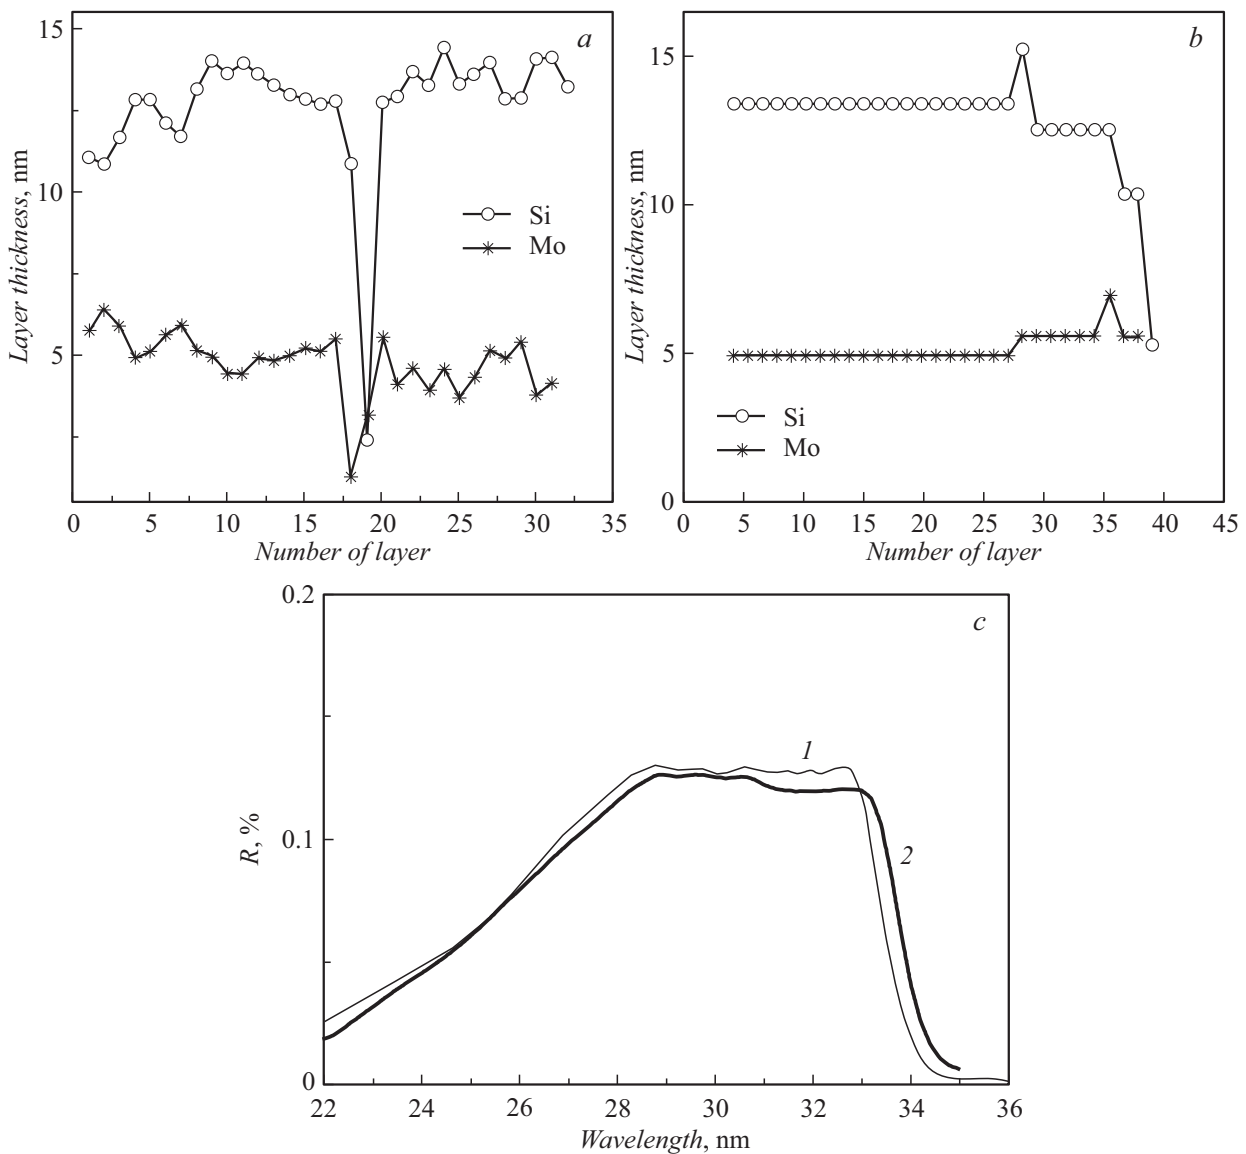 a
15
10
5
Layer thickness, nm
Si
Mo
0 5 10 15 20 25 30 35
Number of layer
b
15
10
5
0
Layer thickness, nm
Si
Mo
0 5 10 15 20 25 30 35 40 45
Number of layer
c
0.2
0.1
0
R, %
1
2
22 24 26 28 30 32 34 36
Wavelength, nm